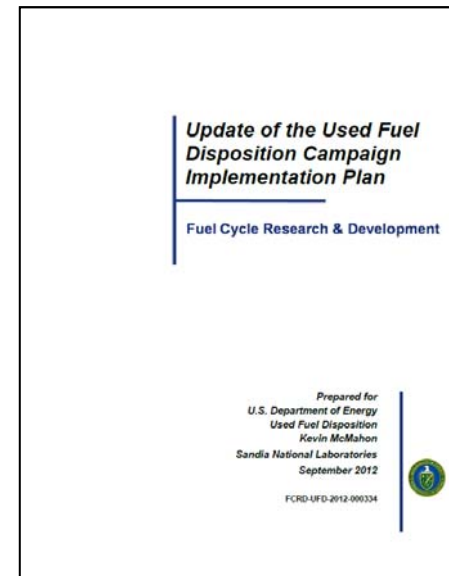 Update of the Used Fuel
Disposition Campaign
Implementation Plan
Fuel Cycle Research & Development
Prepared for
U.S. Department of Energy
Used Fuel Disposition
Kevin McMahon
Sandia National Laboratories
September 2012
FCRD-UFD-2012-000334